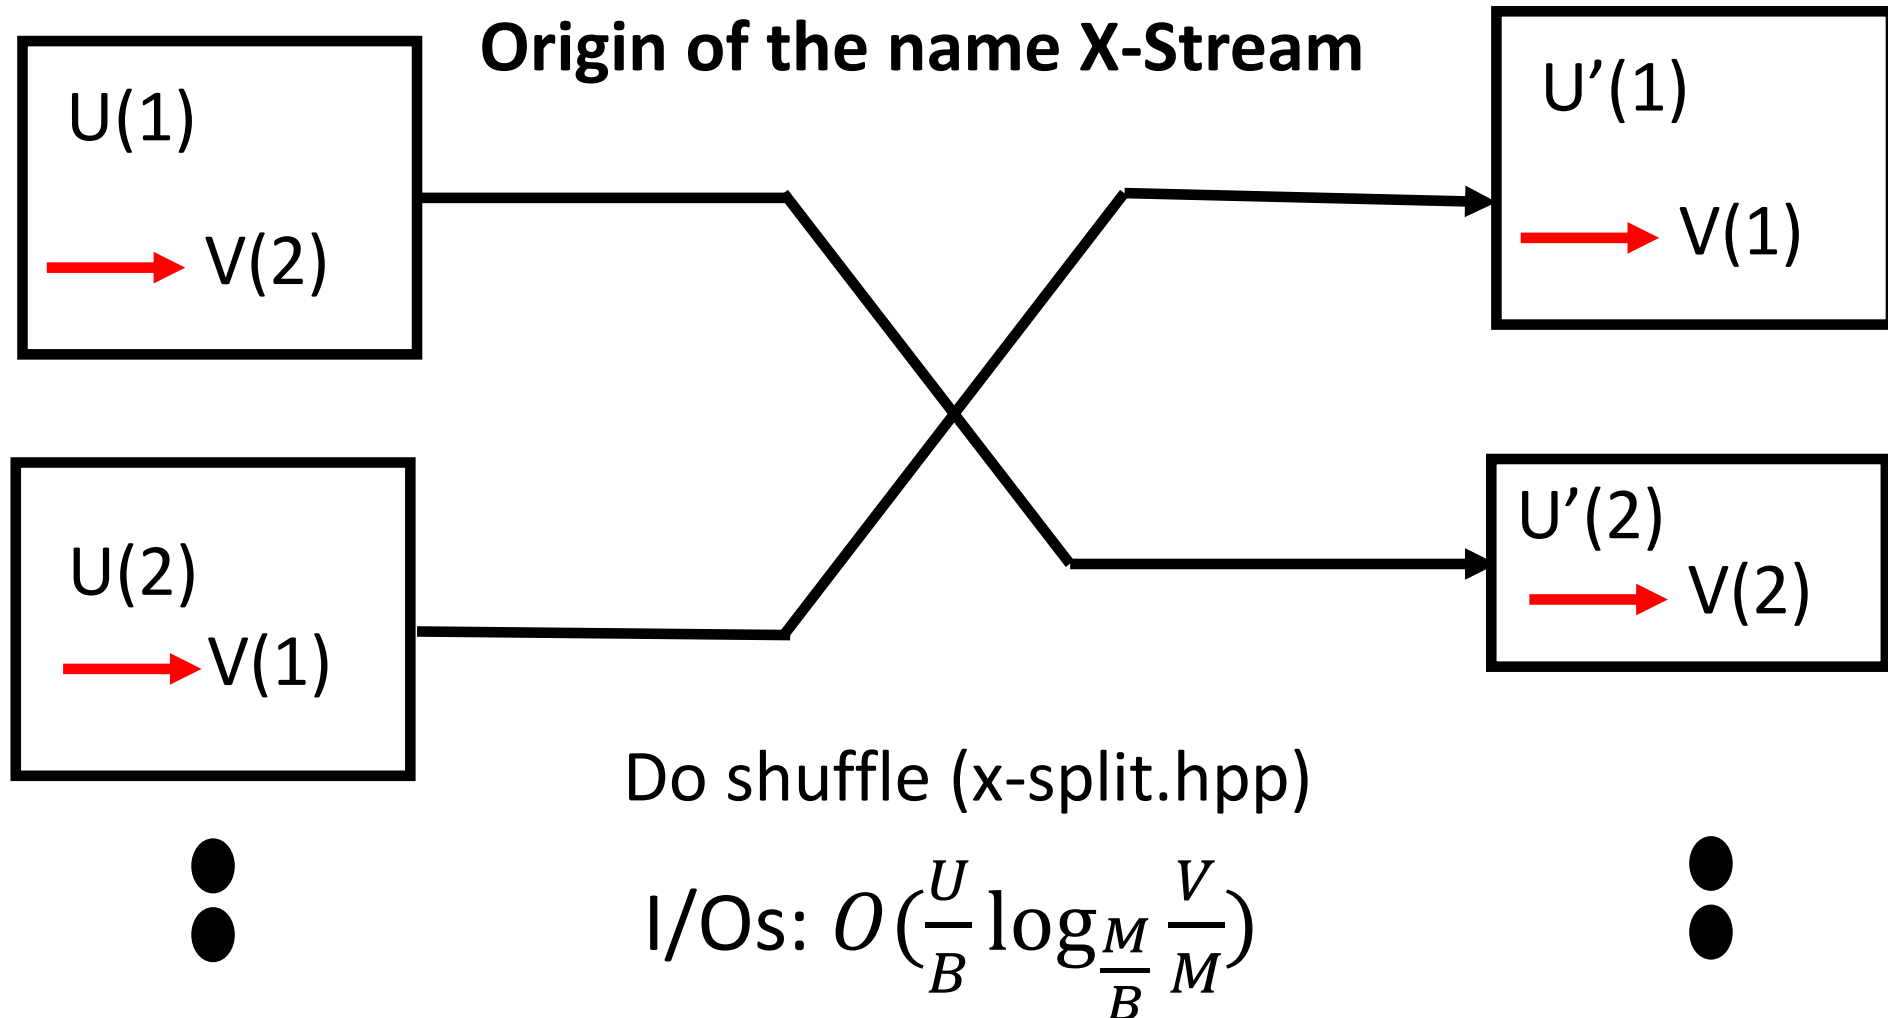 Origin of the name X-Stream
U(1)
V(2)
U’(1)
V(1)
U(2)
V(1)
U’(2)
V(2)
Do shuffle (x-split.hpp)
I/Os: O(U/B log_{M/B} V/M)